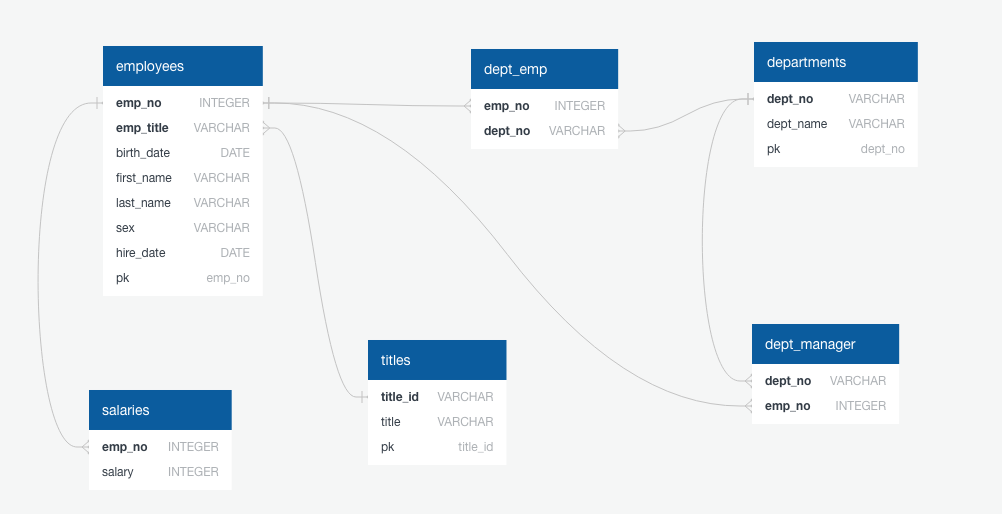 employees
emp_no INTEGER
emp_title VARCHAR
birth_date DATE
first_name VARCHAR
last_name VARCHAR
sex VARCHAR
hire_date DATE
pk emp_no
dept_emp
emp_no INTEGER
dept_no VARCHAR
departments
dept_no VARCHAR
dept_name VARCHAR
pk dept_no
salaries
emp_no INTEGER
salary INTEGER
titles
title_id VARCHAR
title VARCHAR
pk title_id
dept_manager
dept_no VARCHAR
emp_no INTEGER